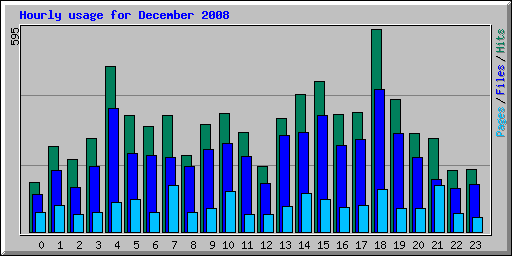 Hourly usage for December 2008
595
Pages / Files / Hits
0 1 2 3 4 5 6 7 8 9 10 11 12 13 14 15 16 17 18 19 20 21 22 23